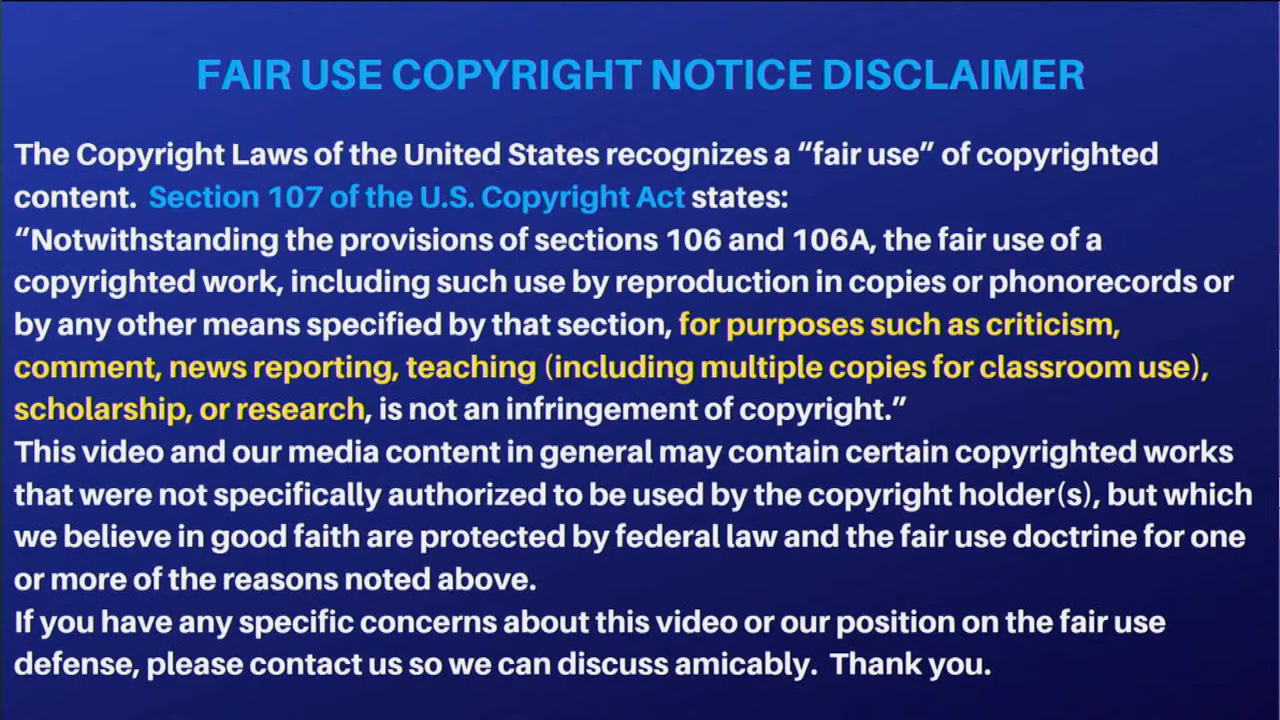 FAIR USE COPYRIGHT NOTICE DISCLAIMER
The Copyright Laws of the United States recognizes a “fair use” of copyrighted
content.  Section 107 of the U.S. Copyright Act states:
“Notwithstanding the provisions of sections 106 and 106A, the fair use of a
copyrighted work, including such use by reproduction in copies or phonorecords or
by any other means specified by that section, for purposes such as criticism,
comment, news reporting, teaching (including multiple copies for classroom use),
scholarship, or research, is not an infringement of copyright.”
This video and our media content in general may contain certain copyrighted works
that were not specifically authorized to be used by the copyright holder(s), but which
we believe in good faith are protected by federal law and the fair use doctrine for one
or more of the reasons noted above.
If you have any specific concerns about this video or our position on the fair use
defense, please contact us so we can discuss amicably.  Thank you.